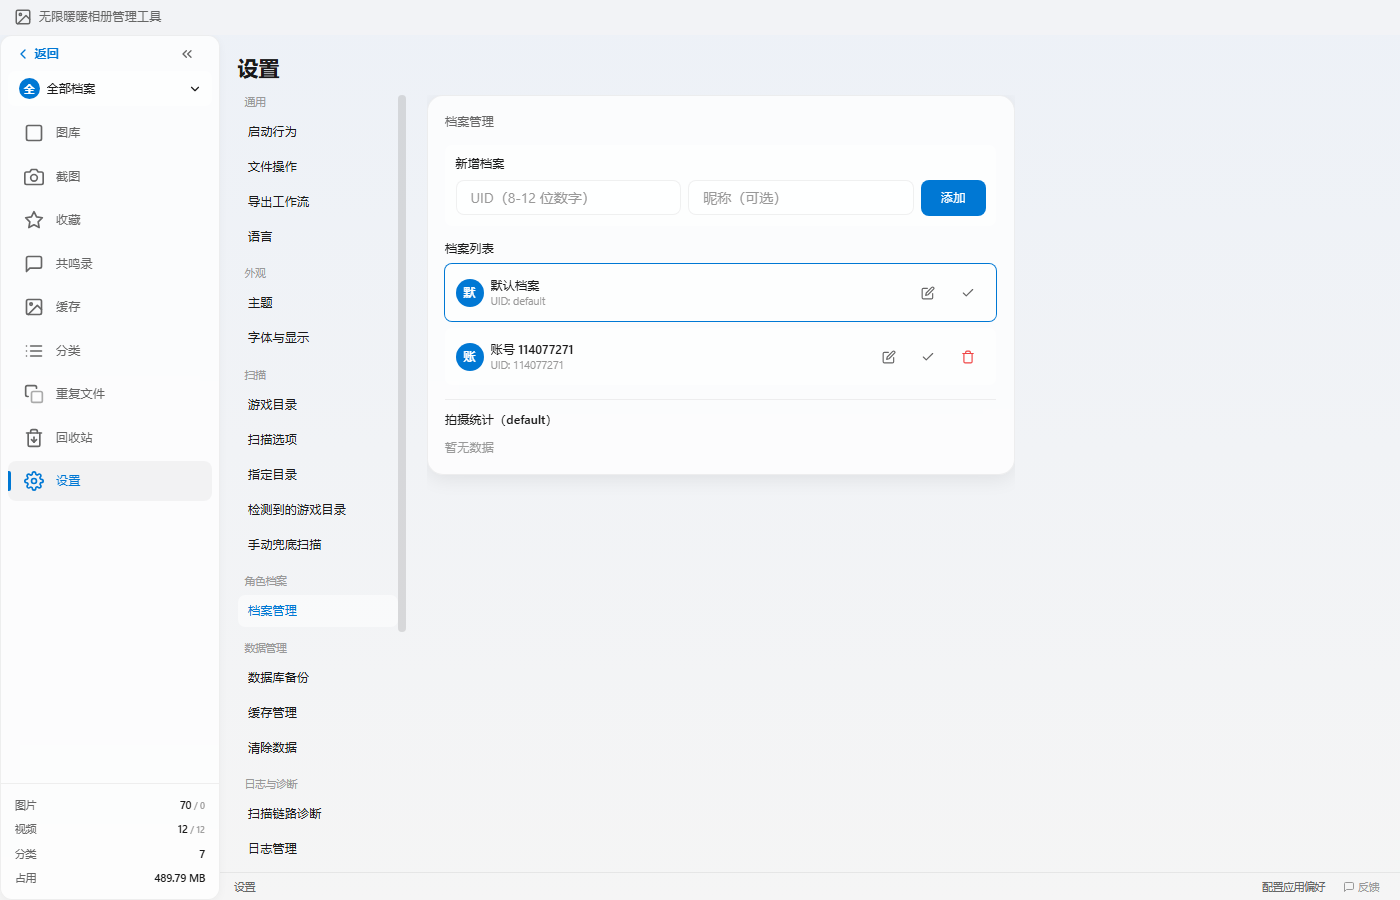 无限暖暖相册管理工具
返回
全 全部档案
图库
截图
收藏
共鸣录
缓存
分类
重复文件
回收站
设置
图片 70 / 0
视频 12 / 12
分类 7
占用 489.79 MB
设置
通用
启动行为
文件操作
导出工作流
语言
外观
主题
字体与显示
扫描
游戏目录
扫描选项
指定目录
检测到的游戏目录
手动兜底扫描
角色档案
档案管理
数据管理
数据库备份
缓存管理
清除数据
日志与诊断
扫描链路诊断
日志管理
档案管理
新增档案
UID（8-12 位数字） 昵称（可选） 添加
档案列表
默 默认档案
UID: default
账 账号 114077271
UID: 114077271
拍摄统计（default）
暂无数据
设置 配置应用偏好 反馈